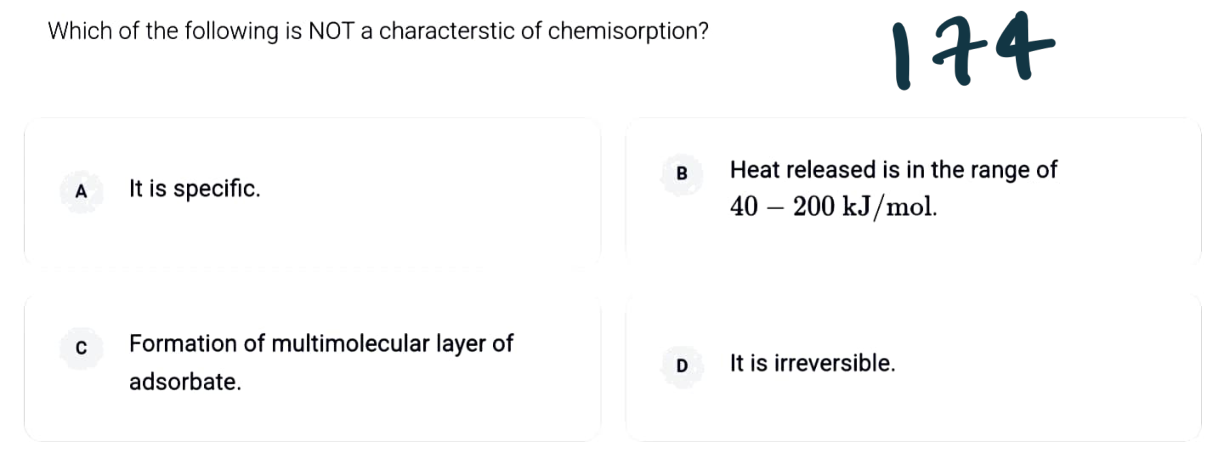 Which of the following is NOT a characterstic of chemisorption?
174
A It is specific.
B Heat released is in the range of
40 – 200 kJ/mol.
C Formation of multimolecular layer of
adsorbate.
D It is irreversible.